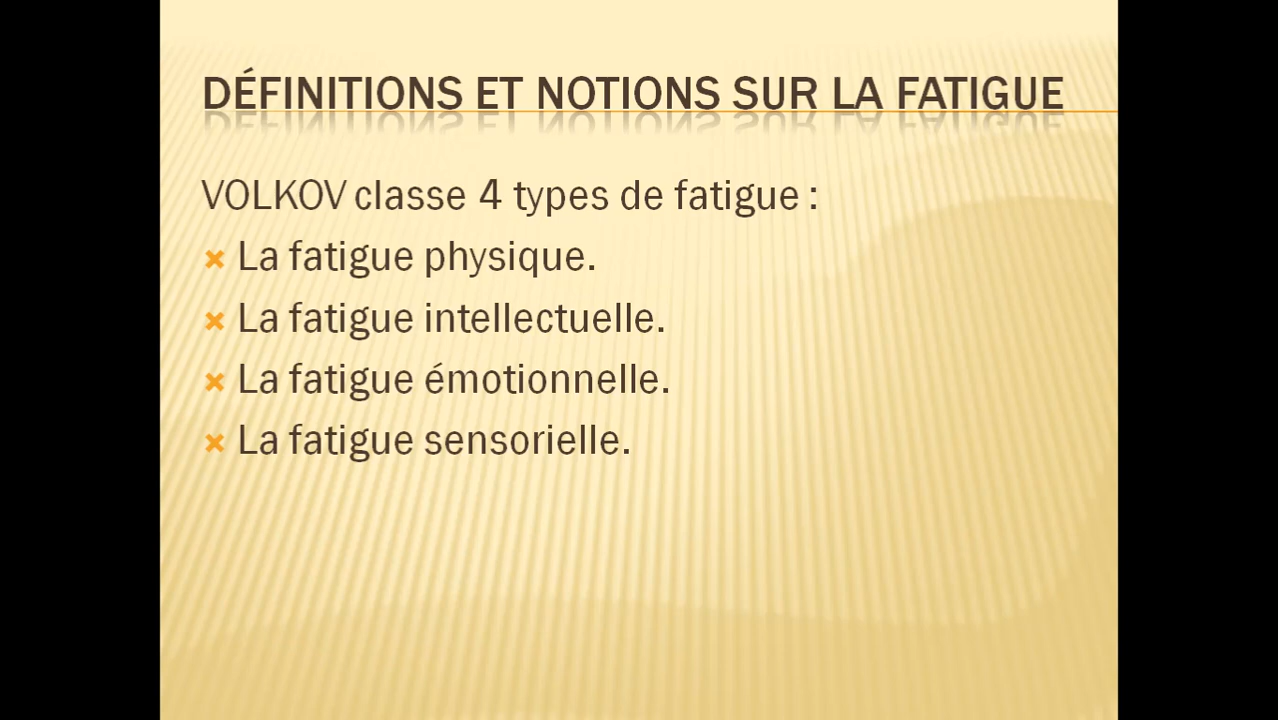 DÉFINITIONS ET NOTIONS SUR LA FATIGUE
VOLKOV classe 4 types de fatigue :
La fatigue physique.
La fatigue intellectuelle.
La fatigue émotionnelle.
La fatigue sensorielle.